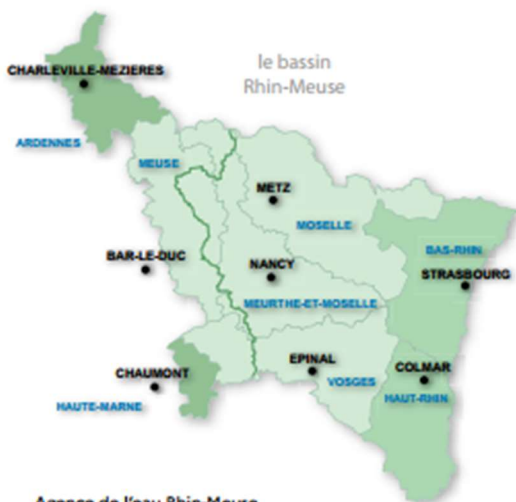 le bassin
Rhin-Meuse
CHARLEVILLE-MEZIERES
ARDENNES
MEUSE
METZ
MOSELLE
BAS-RHIN
BAR-LE-DUC
NANCY
STRASBOURG
MEURTHE-ET-MOSELLE
EPINAL
COLMAR
CHAUMONT
VOSGES
HAUT-RHIN
HAUTE-MARNE
Agence de l'eau Rhin-Meuse